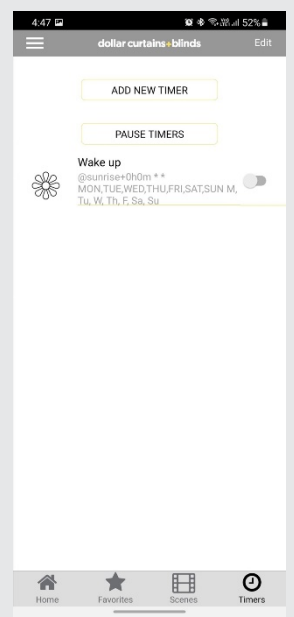 4:47 52%
dollar curtains+blinds Edit
ADD NEW TIMER
PAUSE TIMERS
Wake up
@sunrise+0h0m * *
MON,TUE,WED,THU,FRI,SAT,SUN M,
Tu, W, Th, F, Sa, Su
Home Favorites Scenes Timers